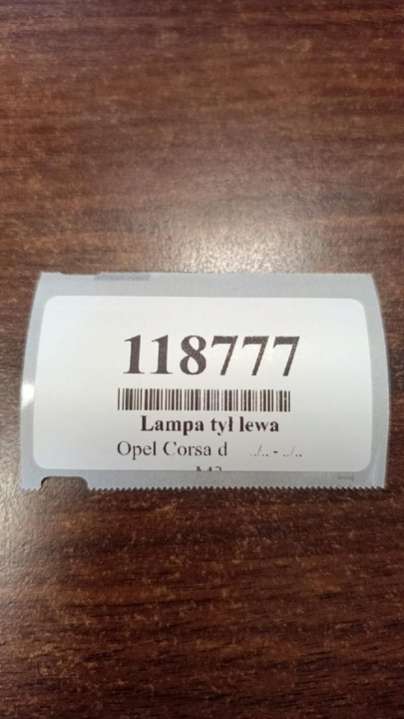 118777
Lampa tył lewa
Opel Corsa d ../.. - ../..